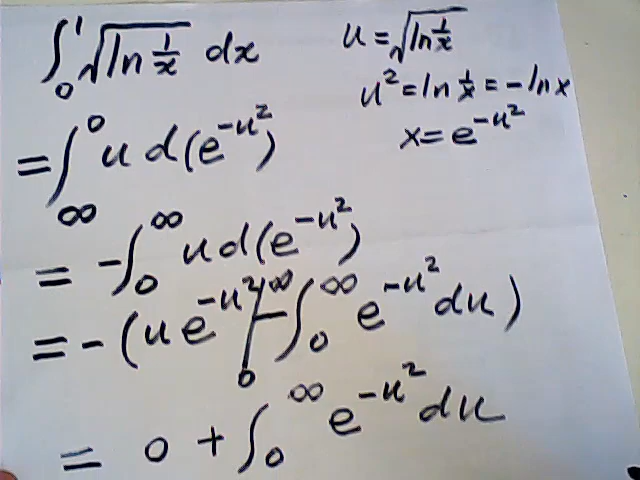 ∫₀¹ √(ln 1/x) dx
u = √(ln 1/x)
u² = ln 1/x = -ln x
x = e^(-u²)
= ∫_∞^0 u d(e^(-u²))
= -∫₀^∞ u d(e^(-u²))
= -(u e^(-u²) |₀^∞ - ∫₀^∞ e^(-u²) du)
= 0 + ∫₀^∞ e^(-u²) du